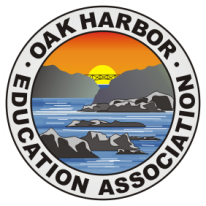 · OAK HARBOR ·
EDUCATION ASSOCIATION